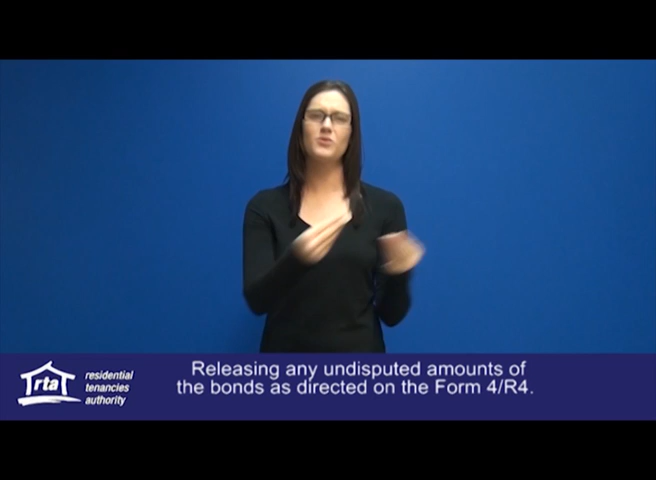 Releasing any undisputed amounts of
the bonds as directed on the Form 4/R4.
rta
residential
tenancies
authority